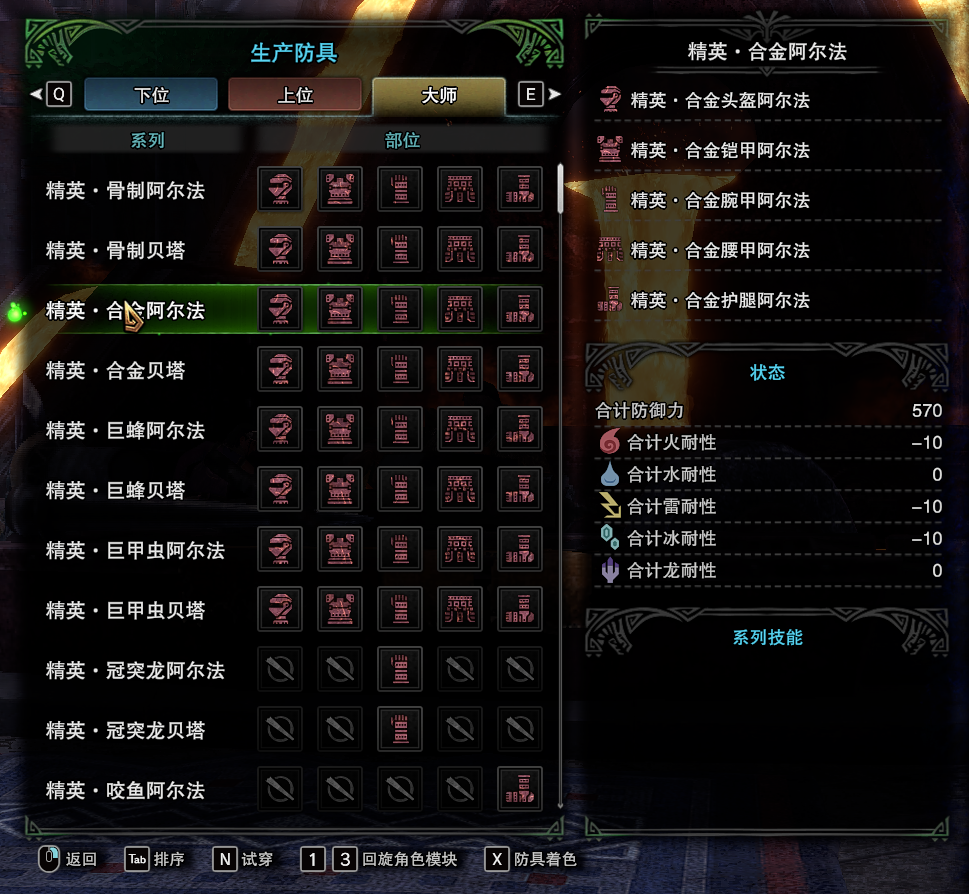 生产防具
Q 下位 上位 大师 E
系列 部位
精英・骨制阿尔法
精英・骨制贝塔
精英・合金阿尔法
精英・合金贝塔
精英・巨蜂阿尔法
精英・巨蜂贝塔
精英・巨甲虫阿尔法
精英・巨甲虫贝塔
精英・冠突龙阿尔法
精英・冠突龙贝塔
精英・咬鱼阿尔法
精英・合金阿尔法
精英・合金头盔阿尔法
精英・合金铠甲阿尔法
精英・合金腕甲阿尔法
精英・合金腰甲阿尔法
精英・合金护腿阿尔法
状态
合计防御力 570
合计火耐性 -10
合计水耐性 0
合计雷耐性 -10
合计冰耐性 -10
合计龙耐性 0
系列技能
返回 Tab 排序 N 试穿 1 3 回旋角色模块 X 防具着色